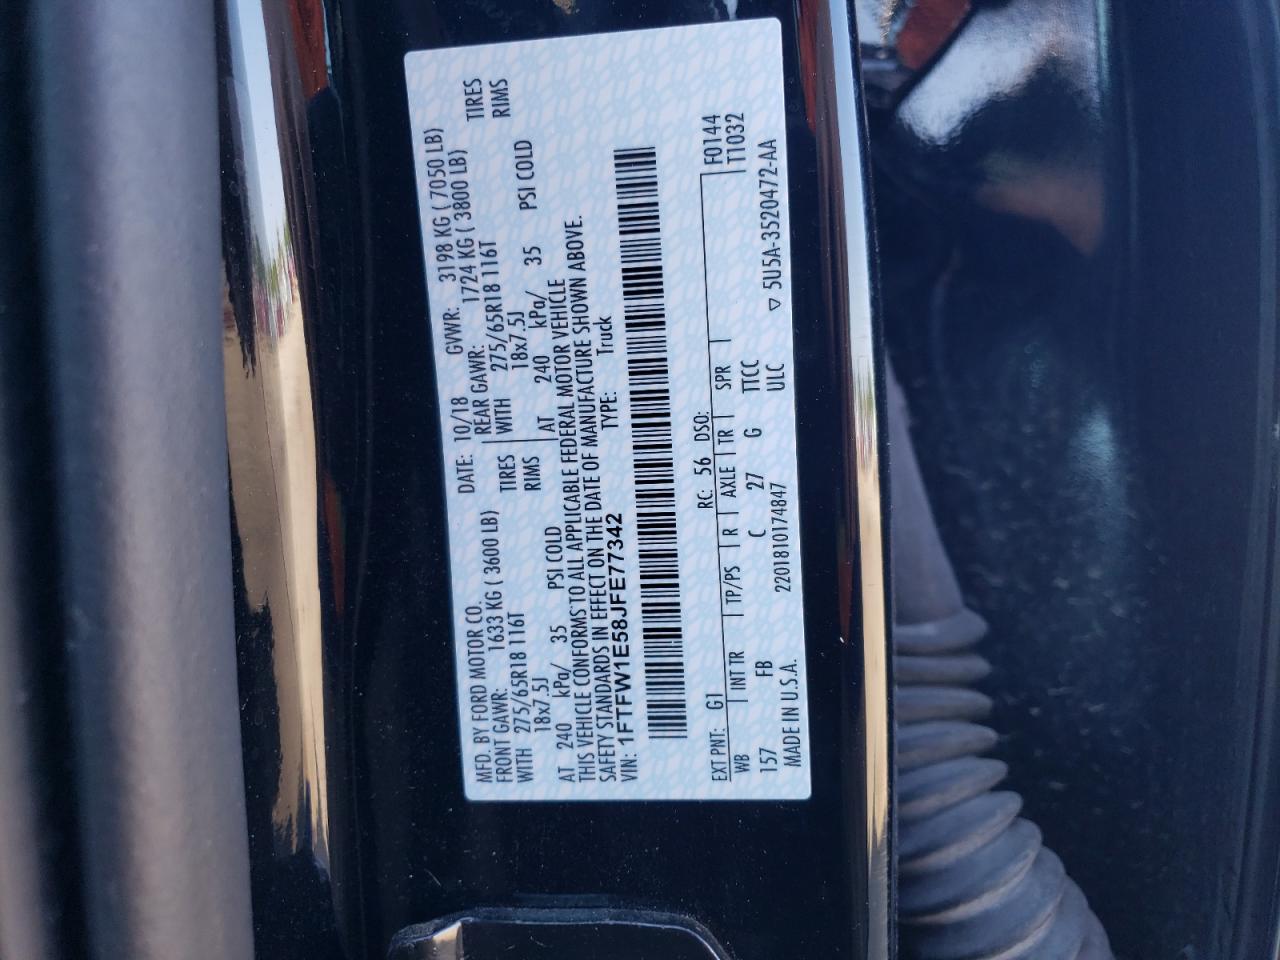 MFD. BY FORD MOTOR CO.
DATE: 10/18 GVWR: 3198 KG ( 7050 LB)
FRONT GAWR: 1633 KG ( 3600 LB)
REAR GAWR: 1724 KG ( 3800 LB)
WITH 275/65R18 116T TIRES
WITH 275/65R18 116T TIRES
18x7.5J RIMS
18x7.5J RIMS
AT 240 kPa/ 35 PSI COLD
AT 240 kPa/ 35 PSI COLD
THIS VEHICLE CONFORMS TO ALL APPLICABLE FEDERAL MOTOR VEHICLE
SAFETY STANDARDS IN EFFECT ON THE DATE OF MANUFACTURE SHOWN ABOVE.
VIN: 1FTFW1E58JFE77342 TYPE: Truck
EXT PNT: G1 RC: 56 DSO: F0144
WB INT TR TP/PS R AXLE TR SPR T1032
157 FB C 27 G TTCC
2201810174847 ULC
MADE IN U.S.A. ▽ 5U5A-3520472-AA